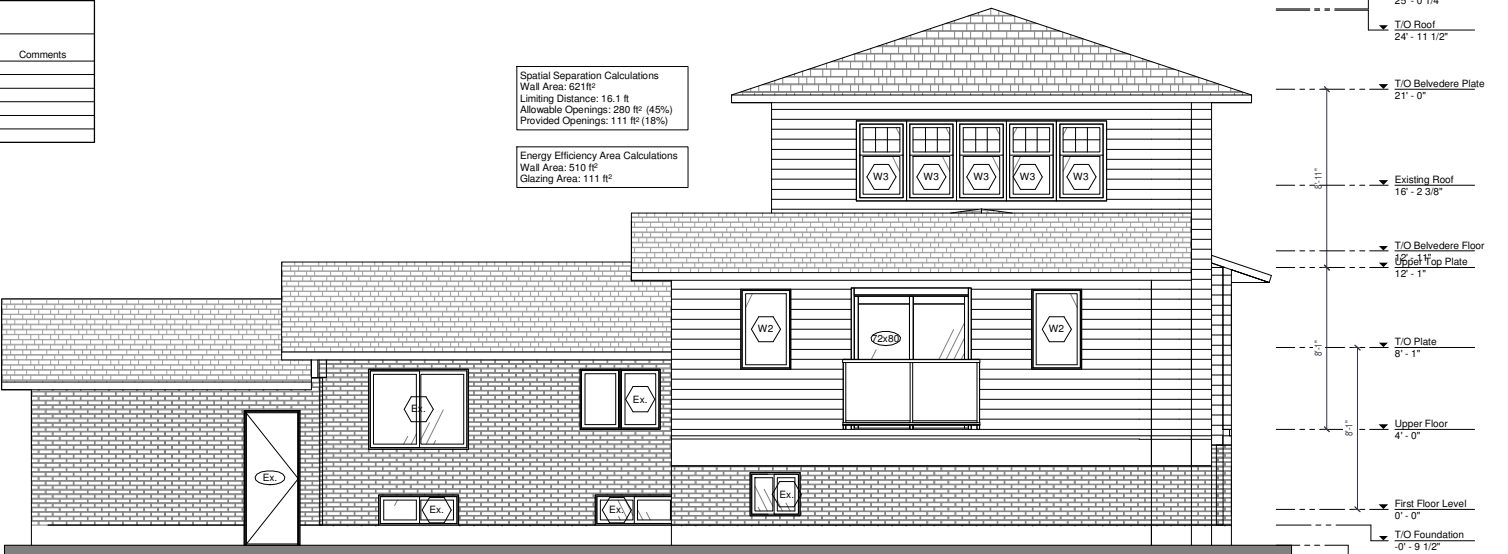 Comments
Spatial Separation Calculations
Wall Area: 621ft²
Limiting Distance: 16.1 ft
Allowable Openings: 280 ft² (45%)
Provided Openings: 111 ft² (18%)
Energy Efficiency Area Calculations
Wall Area: 510 ft²
Glazing Area: 111 ft²
W3 W3 W3 W3 W3
W2
72x80
W2
Ex.
Ex.
Ex.
Ex.
Ex.
Ex.
T/O Roof
24' - 11 1/2"
T/O Belvedere Plate
21' - 0"
8'-11"
Existing Roof
16' - 2 3/8"
T/O Belvedere Floor
12' - 11"
Upper Top Plate
12' - 1"
8'-1"
T/O Plate
8' - 1"
8'-1"
Upper Floor
4' - 0"
First Floor Level
0' - 0"
T/O Foundation
-0' - 9 1/2"